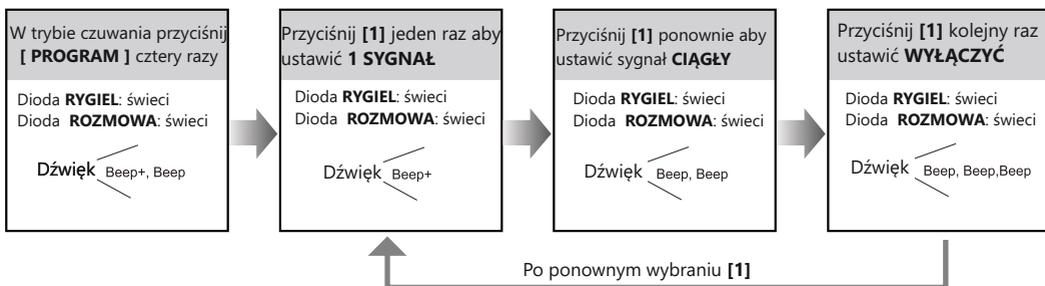 W trybie czuwania przyciśnij
[ PROGRAM ] cztery razy
Dioda RYGIEL: świeci
Dioda ROZMOWA: świeci
Dźwięk Beep+, Beep
Przyciśnij [1] jeden raz aby
ustawić 1 SYGNAŁ
Dioda RYGIEL: świeci
Dioda ROZMOWA: świeci
Dźwięk Beep+
Przyciśnij [1] ponownie aby
ustawić sygnał CIĄGŁY
Dioda RYGIEL: świeci
Dioda ROZMOWA: świeci
Dźwięk Beep, Beep
Przyciśnij [1] kolejny raz
ustawić WYŁĄCZYĆ
Dioda RYGIEL: świeci
Dioda ROZMOWA: świeci
Dźwięk Beep, Beep,Beep
Po ponownym wybraniu [1]